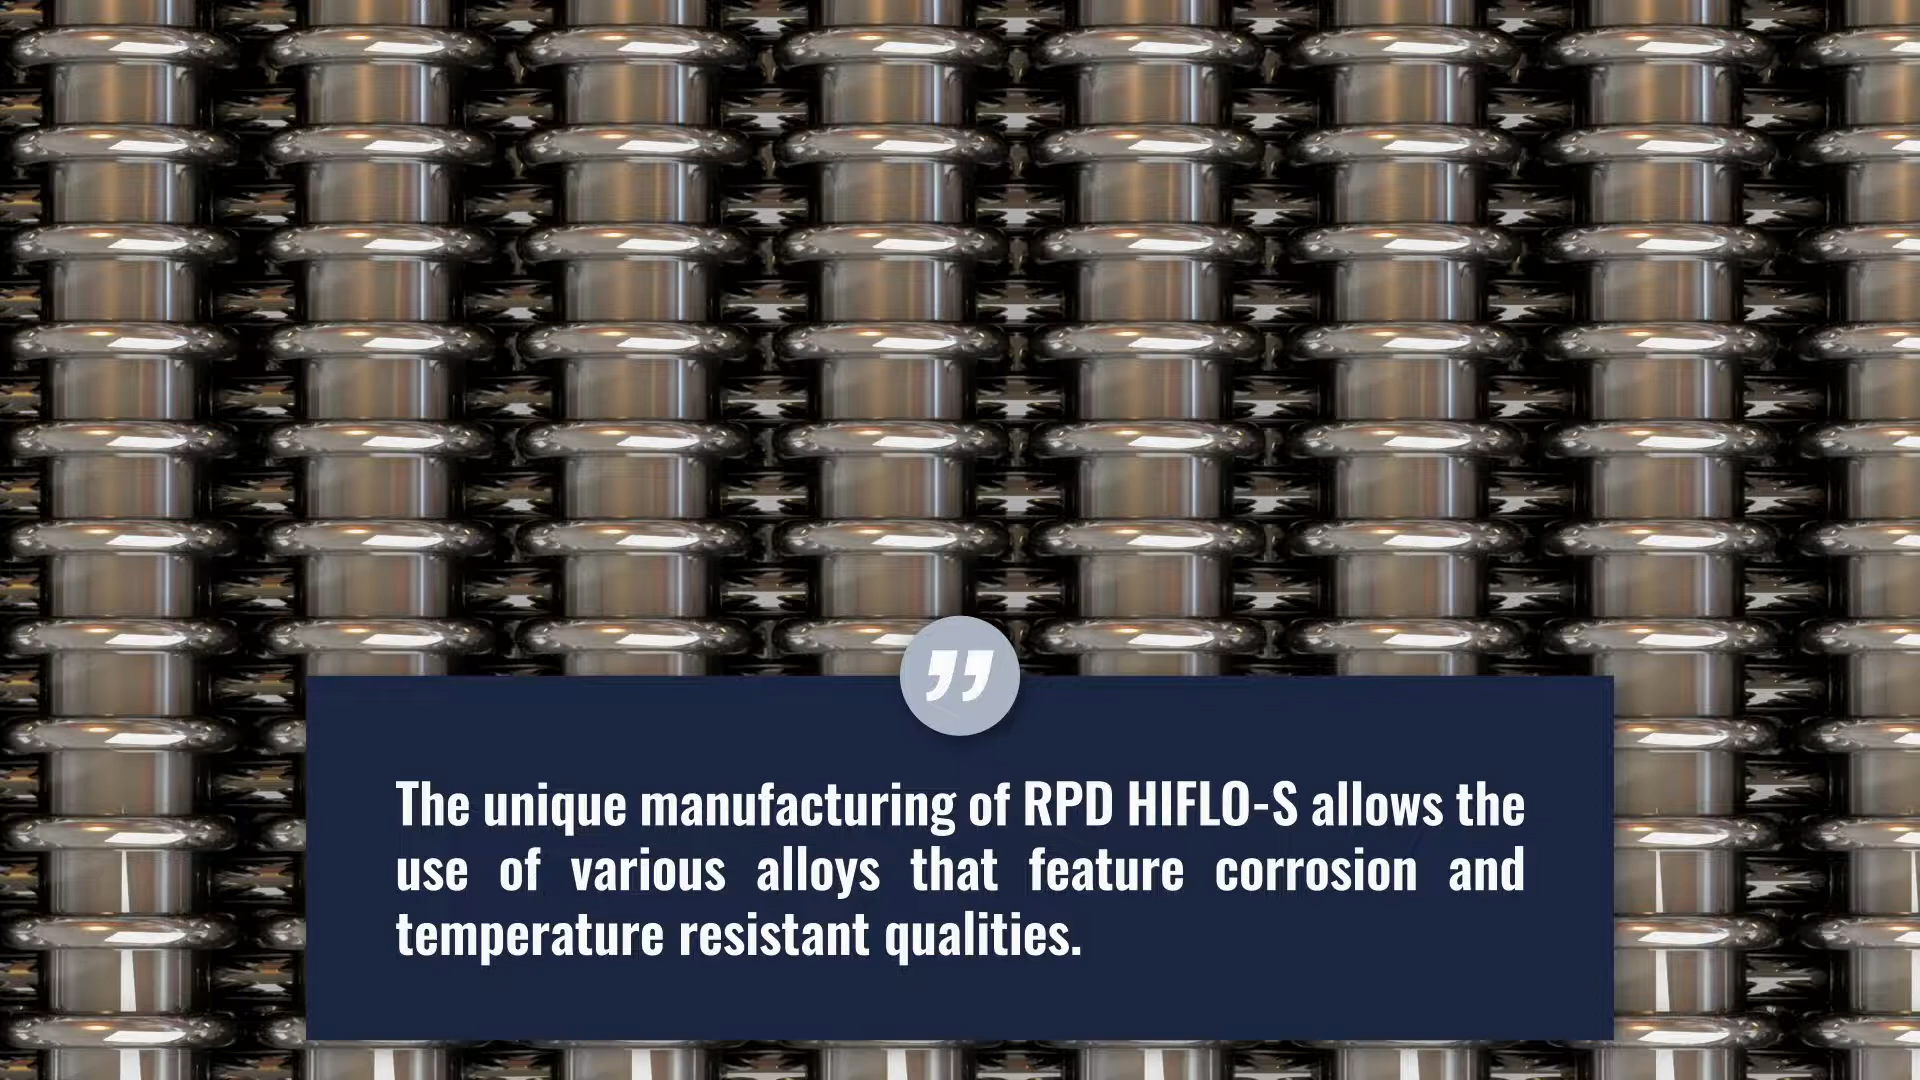 The unique manufacturing of RPD HIFLO-S allows the
use of various alloys that feature corrosion and
temperature resistant qualities.